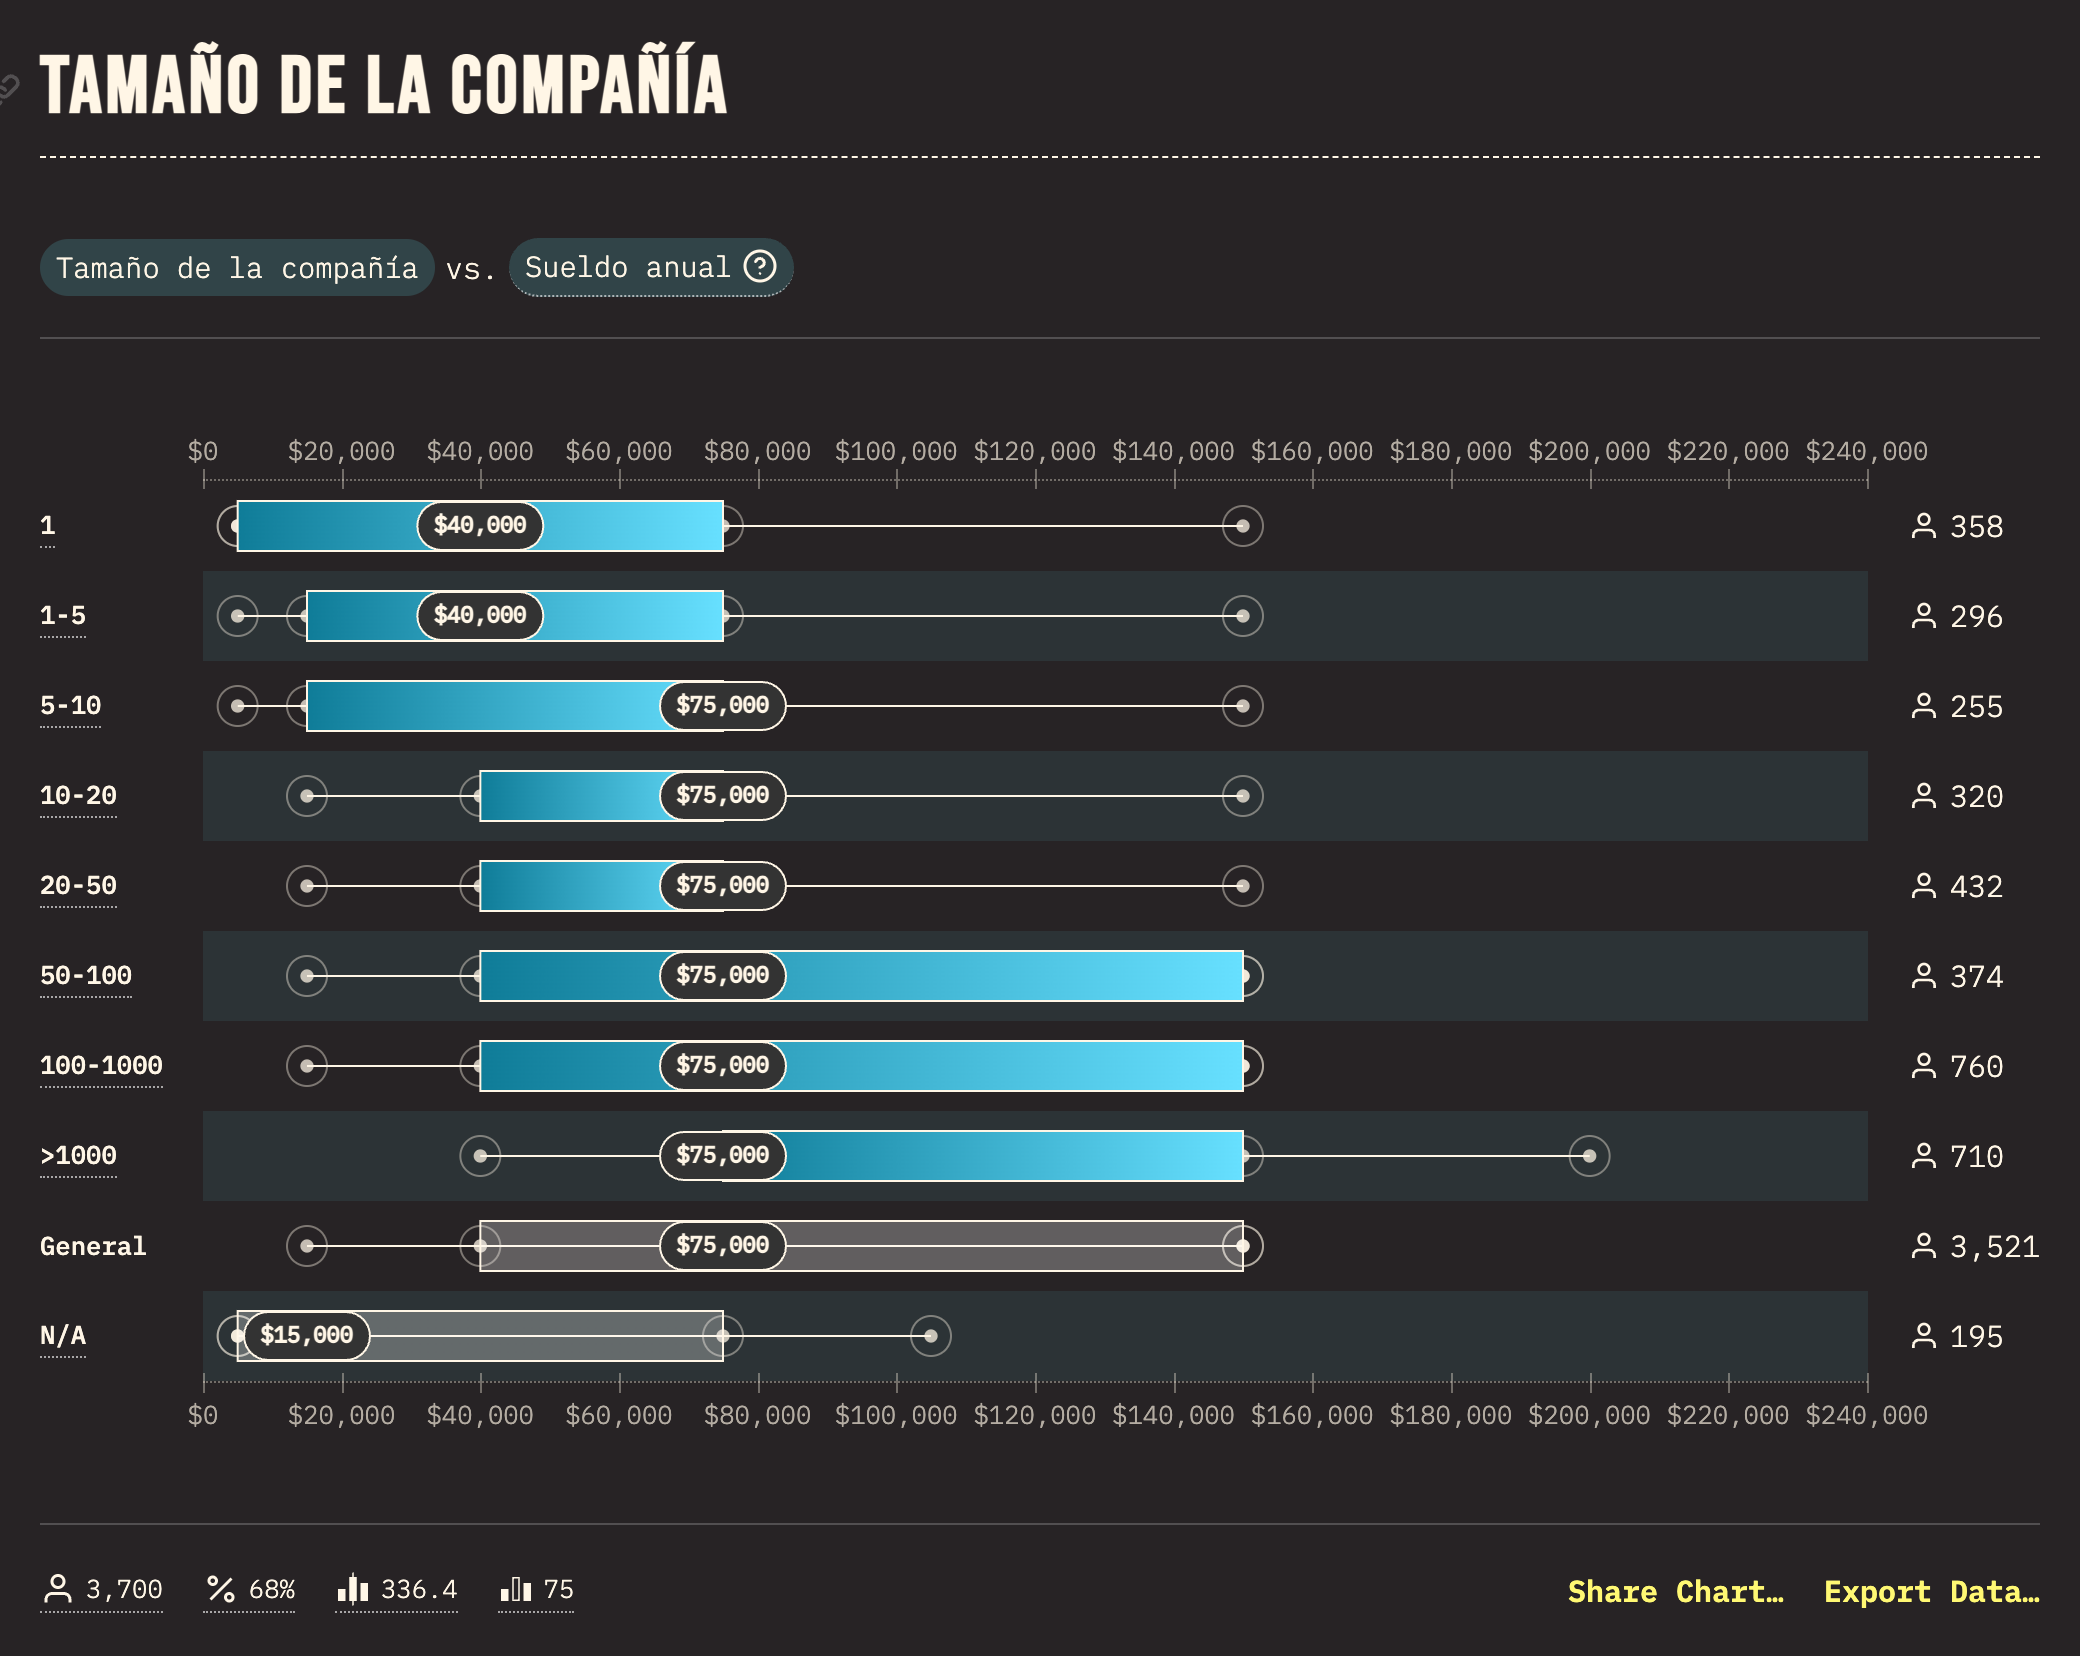 TAMAÑO DE LA COMPAÑÍA
Tamaño de la compañía vs. Sueldo anual ?
$0 $20,000 $40,000 $60,000 $80,000 $100,000 $120,000 $140,000 $160,000 $180,000 $200,000 $220,000 $240,000
1 $40,000 358
1-5 $40,000 296
5-10 $75,000 255
10-20 $75,000 320
20-50 $75,000 432
50-100 $75,000 374
100-1000 $75,000 760
>1000 $75,000 710
General $75,000 3,521
N/A $15,000 195
$0 $20,000 $40,000 $60,000 $80,000 $100,000 $120,000 $140,000 $160,000 $180,000 $200,000 $220,000 $240,000
3,700 68% 336.4 75 Share Chart… Export Data…